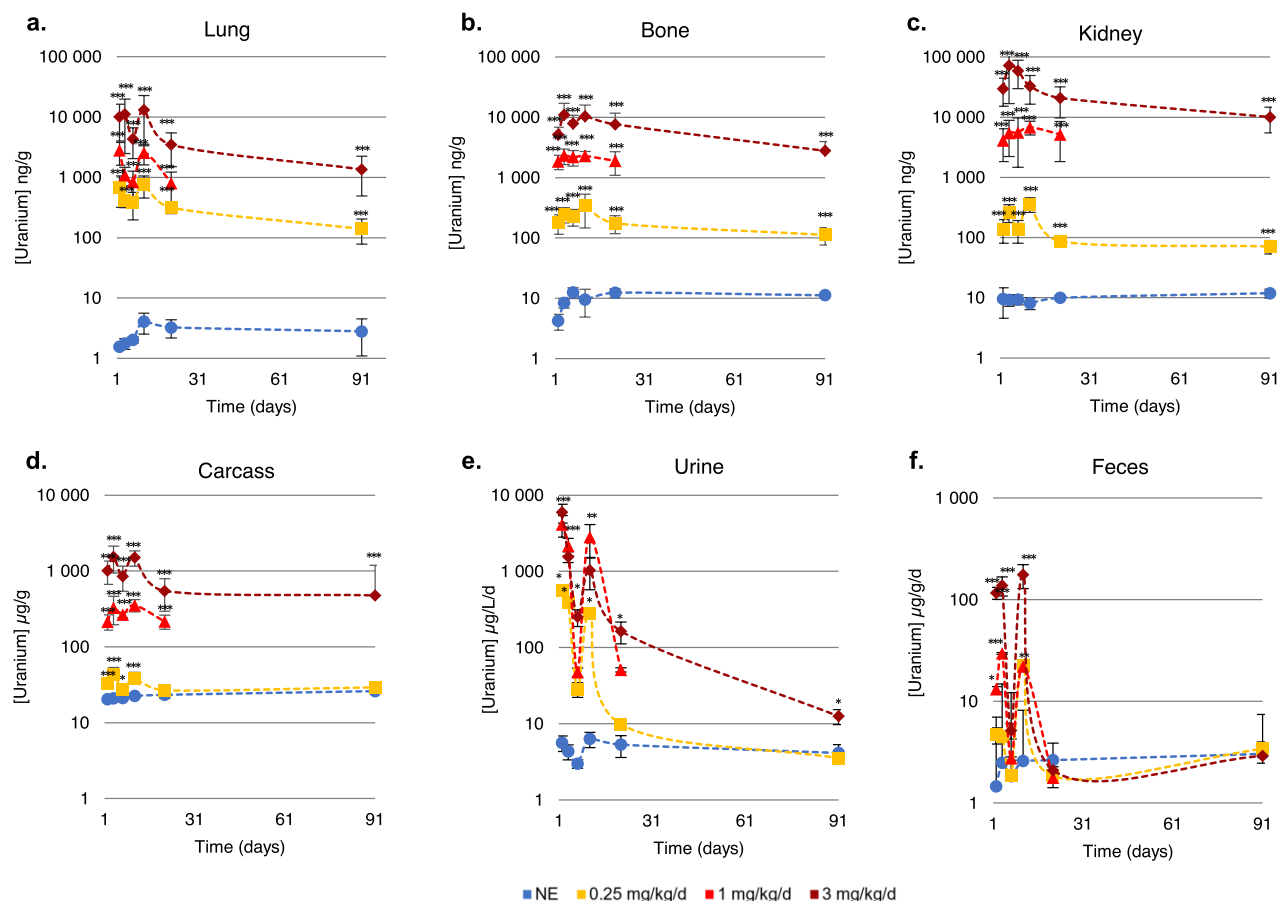 a.
Lung
[Uranium] ng/g
100 000
10 000
1 000
100
10
1
1 31 61 91
Time (days)
b.
Bone
[Uranium] ng/g
100 000
10 000
1 000
100
10
1
1 31 61 91
Time (days)
c.
Kidney
[Uranium] ng/g
100 000
10 000
1 000
100
10
1
1 31 61 91
Time (days)
d.
Carcass
[Uranium] µg/g
10 000
1 000
100
10
1
1 31 61 91
Time (days)
e.
Urine
[Uranium] µg/L/d
10 000
1 000
100
10
1
1 31 61 91
Time (days)
f.
Feces
[Uranium] µg/g/d
1 000
100
10
1
1 31 61 91
Time (days)
NE 0.25 mg/kg/d 1 mg/kg/d 3 mg/kg/d